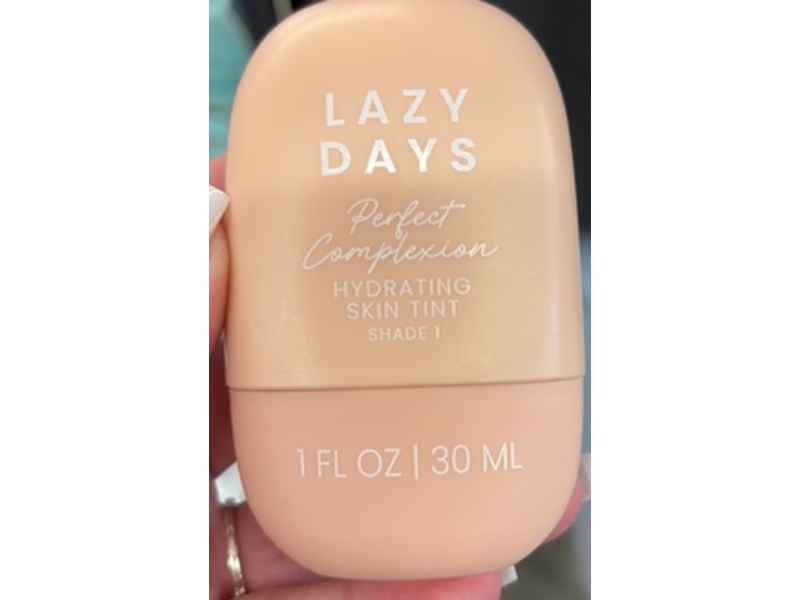 LAZY
DAYS
Perfect
Complexion
HYDRATING
SKIN TINT
SHADE 1
1 FL OZ | 30 ML